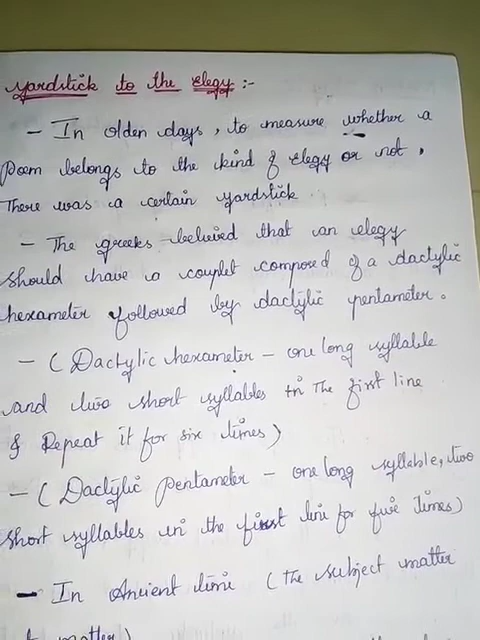 Yardstick to the Elegy :-
- In olden days, to measure whether a
Poem belongs to the kind of Elegy or not,
There was a certain yardstick.
- The greeks believed that an elegy
should have a couplet composed of a dactylic
hexameter followed by dactylic pentameter.
- ( Dactylic hexameter - one long syllable
and two short syllables in The first line
& Repeat it for six Times)
- ( Dactylic Pentameter - one long syllable, two
short syllables in the first line for five Times)
- In Ancient time ( The subject matter
matter)